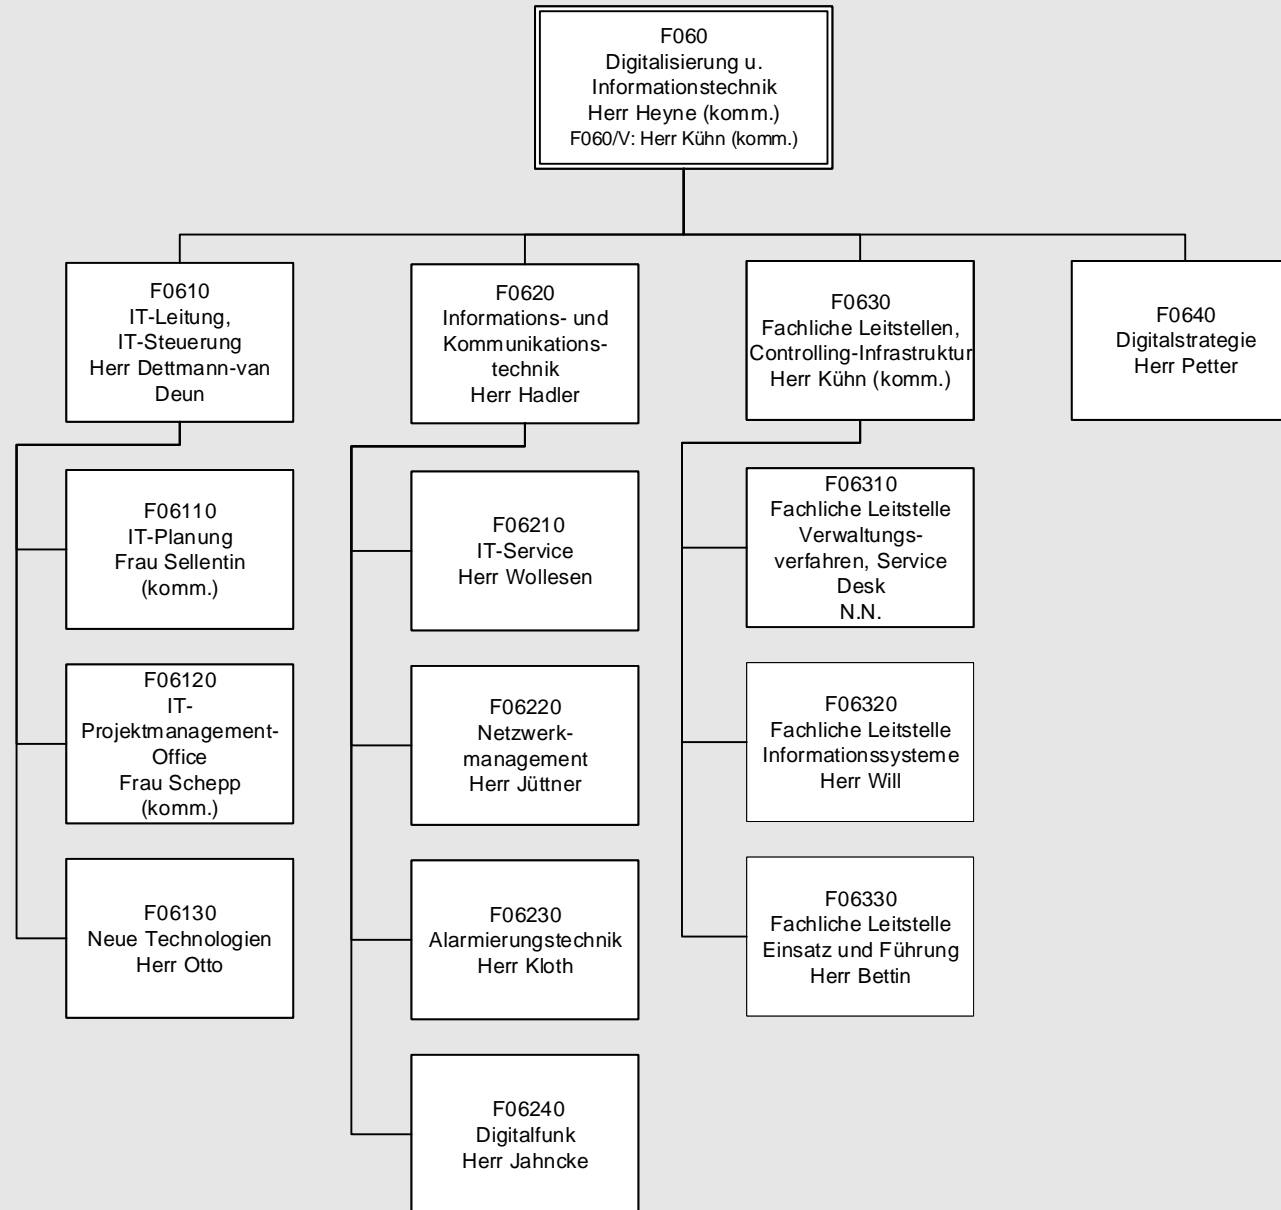 F060
Digitalisierung u.
Informationstechnik
Herr Heyne (komm.)
F060/V: Herr Kühn (komm.)
F0610
IT-Leitung,
IT-Steuerung
Herr Dettmann-van
Deun
F0620
Informations- und
Kommunikations-
technik
Herr Hadler
F0630
Fachliche Leitstellen,
Controlling-Infrastruktur
Herr Kühn (komm.)
F0640
Digitalstrategie
Herr Petter
F06110
IT-Planung
Frau Sellentin
(komm.)
F06120
IT-
Projektmanagement-
Office
Frau Schepp
(komm.)
F06130
Neue Technologien
Herr Otto
F06210
IT-Service
Herr Wollesen
F06220
Netzwerk-
management
Herr Jüttner
F06230
Alarmierungstechnik
Herr Kloth
F06240
Digitalfunk
Herr Jahncke
F06310
Fachliche Leitstelle
Verwaltungs-
verfahren, Service
Desk
N.N.
F06320
Fachliche Leitstelle
Informationssysteme
Herr Will
F06330
Fachliche Leitstelle
Einsatz und Führung
Herr Bettin